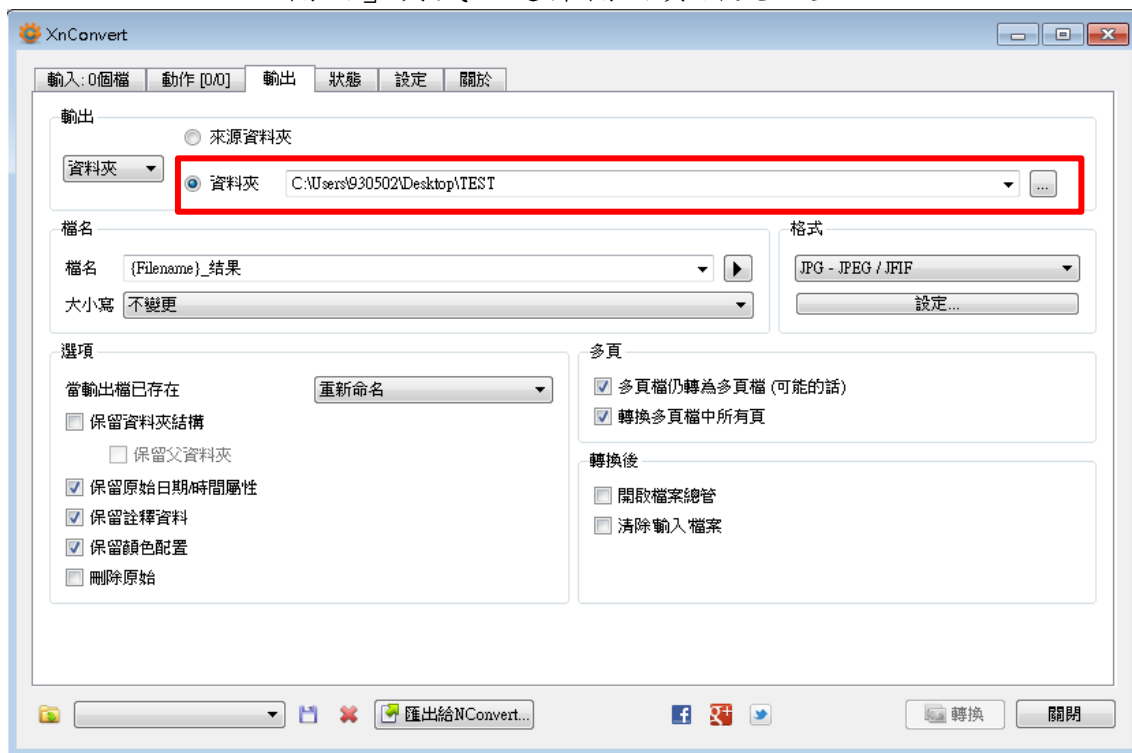 XnConvert
輸入: 0個檔 動作 [0/0] 輸出 狀態 設定 關於
輸出
來源資料夾
資料夾
資料夾 C:\Users\930502\Desktop\TEST ...
檔名
檔名 {Filename}_结果
大小寫 不變更
格式
JPG - JPEG / JFIF
設定...
選項
當輸出檔已存在 重新命名
保留資料夾結構
保留父資料夾
保留原始日期/時間屬性
保留詮釋資料
保留顏色配置
刪除原始
多頁
多頁檔仍轉為多頁檔 (可能的話)
轉換多頁檔中所有頁
轉換後
開啟檔案總管
清除輸入檔案
匯出給NConvert... 轉換 關閉